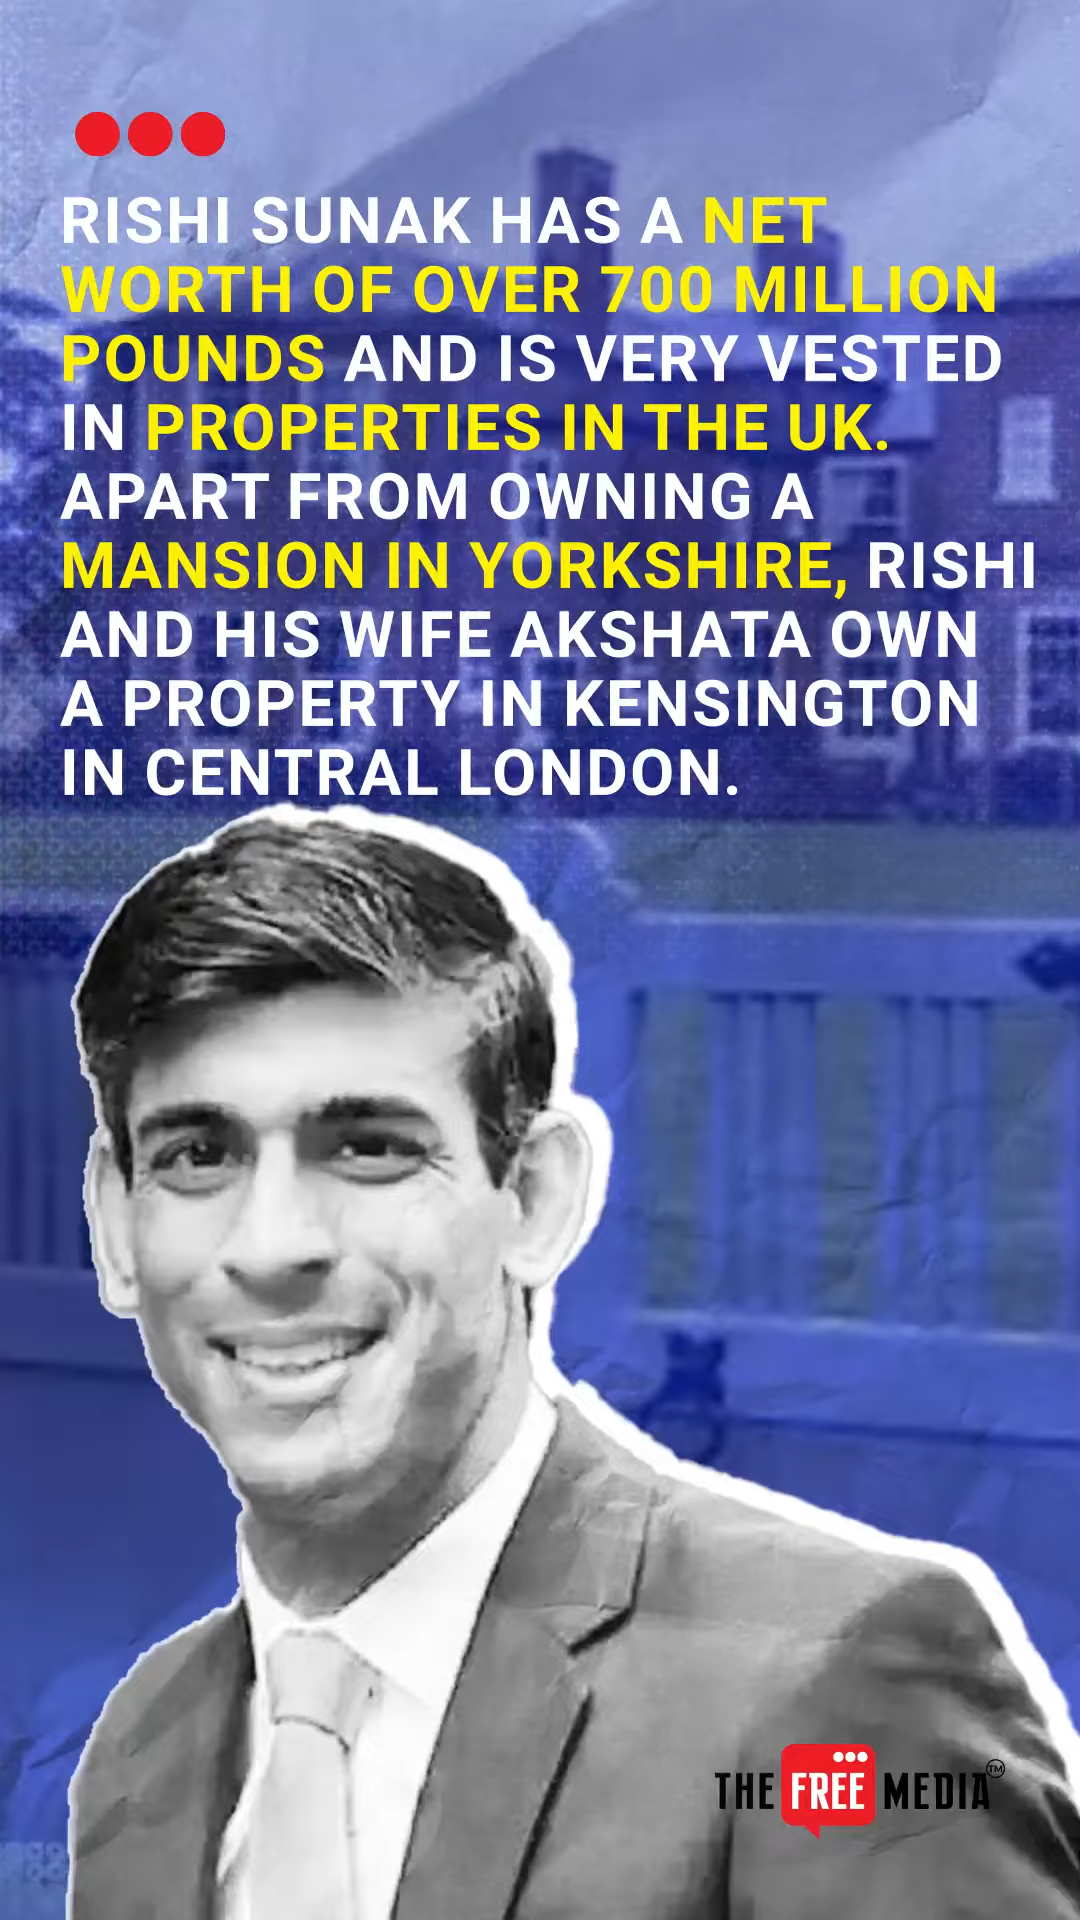 RISHI SUNAK HAS A NET
WORTH OF OVER 700 MILLION
POUNDS AND IS VERY VESTED
IN PROPERTIES IN THE UK.
APART FROM OWNING A
MANSION IN YORKSHIRE, RISHI
AND HIS WIFE AKSHATA OWN
A PROPERTY IN KENSINGTON
IN CENTRAL LONDON.
THE FREE MEDIA TM